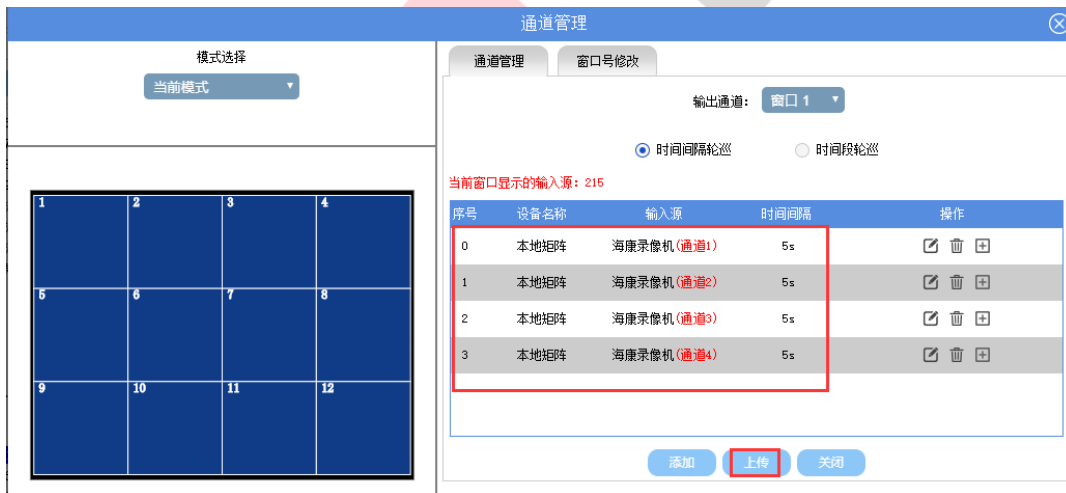 通道管理
模式选择
当前模式
1 2 3 4
5 6 7 8
9 10 11 12
通道管理 窗口号修改
输出通道: 窗口 1
时间间隔轮巡 时间段轮巡
当前窗口显示的输入源: 215
序号 设备名称 输入源 时间间隔 操作
0 本地矩阵 海康录像机(通道1) 5s
1 本地矩阵 海康录像机(通道2) 5s
2 本地矩阵 海康录像机(通道3) 5s
3 本地矩阵 海康录像机(通道4) 5s
添加 上传 关闭